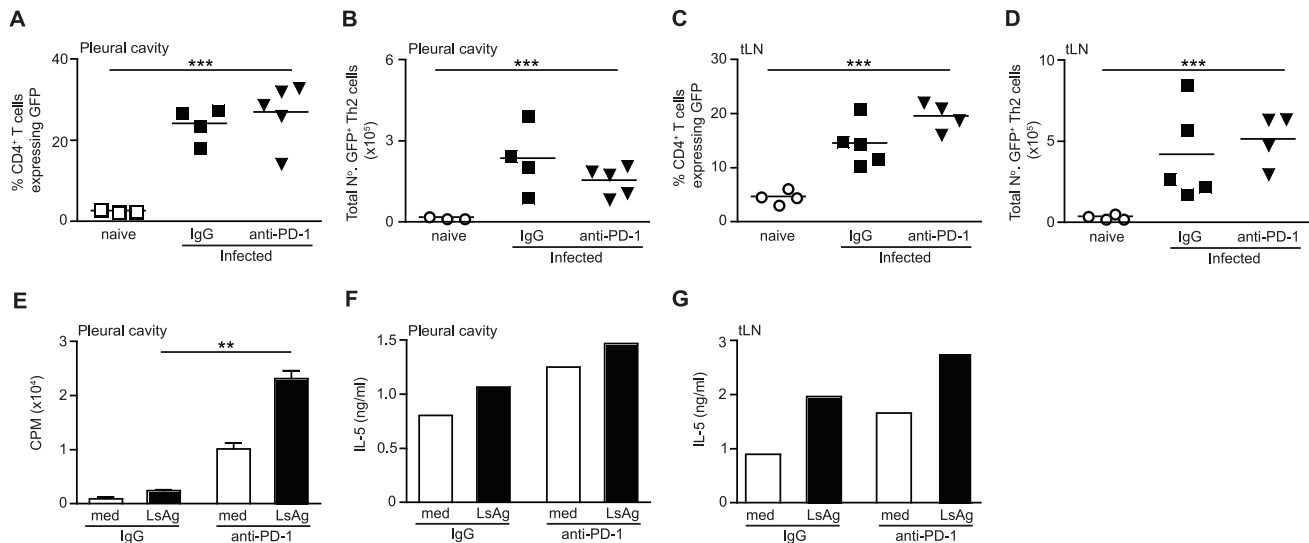 A
Pleural cavity
***
% CD4⁺ T cells
expressing GFP
40
20
0
naive
IgG
anti-PD-1
Infected
B
Pleural cavity
***
Total Nº. GFP⁺ Th2 cells
(x10⁵)
6
3
0
naive
IgG
anti-PD-1
Infected
C
tLN
***
% CD4⁺ T cells
expressing GFP
30
20
10
0
naive
IgG
anti-PD-1
Infected
D
tLN
***
Total Nº. GFP⁺ Th2 cells
(x10⁵)
10
5
0
naive
IgG
anti-PD-1
Infected
E
Pleural cavity
**
CPM (x10⁴)
3
2
1
0
med
LsAg
med
LsAg
IgG
anti-PD-1
F
Pleural cavity
IL-5 (ng/ml)
1.5
1.0
0.5
0
med
LsAg
med
LsAg
IgG
anti-PD-1
G
tLN
IL-5 (ng/ml)
3
2
1
0
med
LsAg
med
LsAg
IgG
anti-PD-1